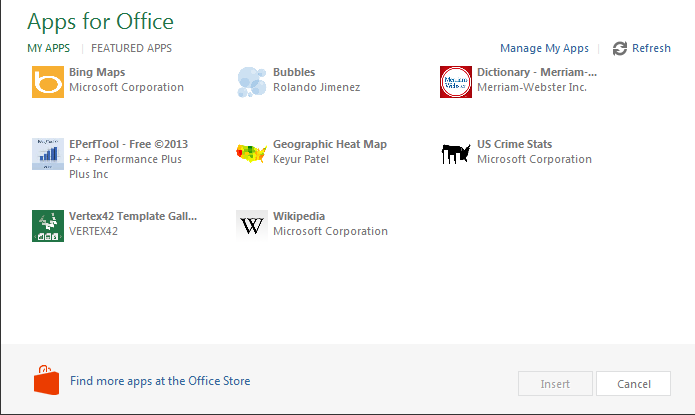 Apps for Office
MY APPS | FEATURED APPS
Manage My Apps | Refresh
Bing Maps
Microsoft Corporation
Bubbles
Rolando Jimenez
Dictionary - Merriam-...
Merriam-Webster Inc.
Merriam
Webster
EPerfTool - Free ©2013
P++ Performance Plus
Plus Inc
Geographic Heat Map
Keyur Patel
US Crime Stats
Microsoft Corporation
Vertex42 Template Gall...
VERTEX42
W
Wikipedia
Microsoft Corporation
Find more apps at the Office Store
Insert
Cancel